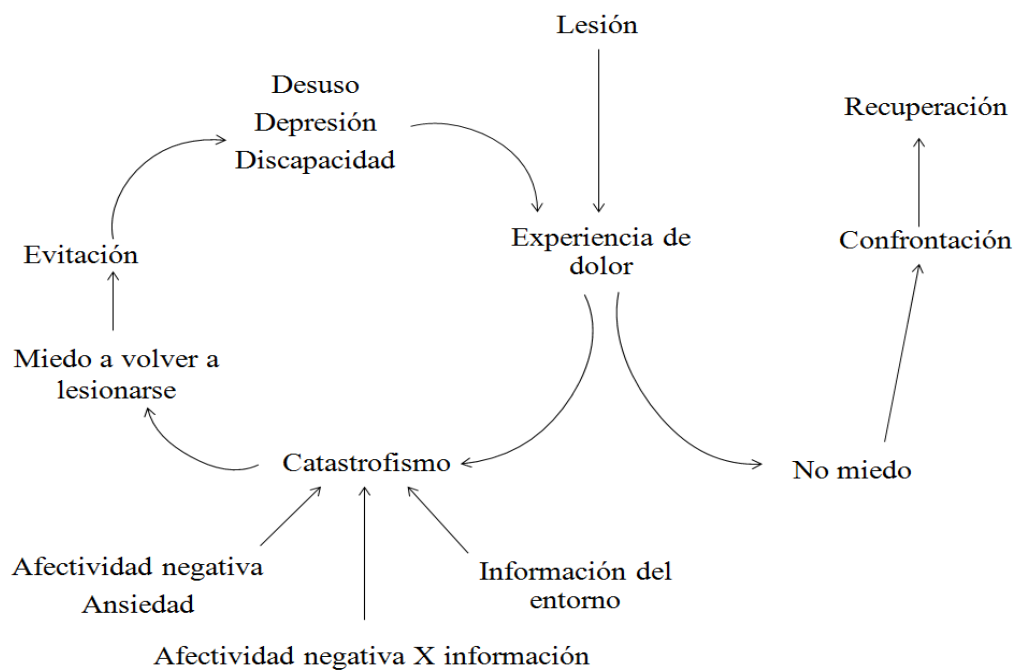 Lesión
Desuso
Depresión
Discapacidad
Recuperación
Experiencia de
dolor
Confrontación
Evitación
Miedo a volver a
lesionarse
Catastrofismo
No miedo
Afectividad negativa
Ansiedad
Información del
entorno
Afectividad negativa X información